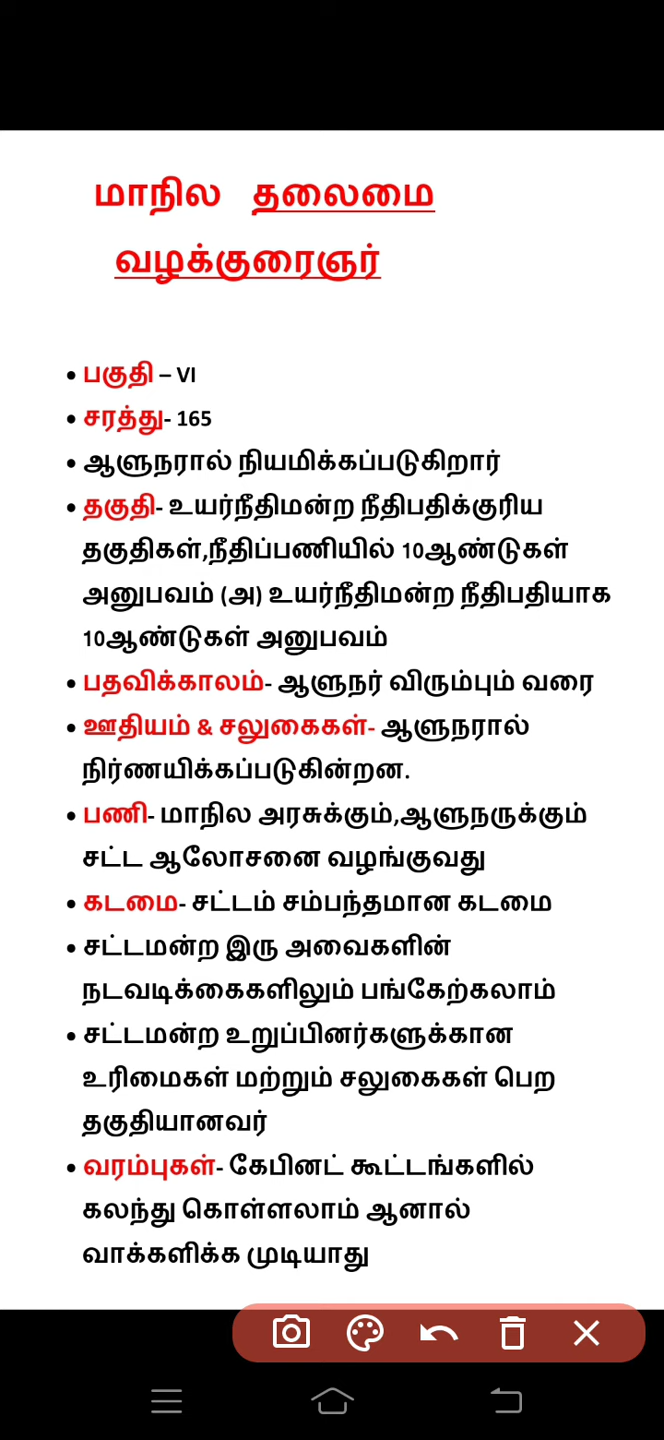 மாநில தலைமை
வழக்குரைஞர்
• பகுதி – VI
• சரத்து- 165
• ஆளுநரால் நியமிக்கப்படுகிறார்
• தகுதி- உயர்நீதிமன்ற நீதிபதிக்குரிய
தகுதிகள்,நீதிப்பணியில் 10ஆண்டுகள்
அனுபவம் (அ) உயர்நீதிமன்ற நீதிபதியாக
10ஆண்டுகள் அனுபவம்
• பதவிக்காலம்- ஆளுநர் விரும்பும் வரை
• ஊதியம் & சலுகைகள்- ஆளுநரால்
நிர்ணயிக்கப்படுகின்றன.
• பணி- மாநில அரசுக்கும்,ஆளுநருக்கும்
சட்ட ஆலோசனை வழங்குவது
• கடமை- சட்டம் சம்பந்தமான கடமை
• சட்டமன்ற இரு அவைகளின்
நடவடிக்கைகளிலும் பங்கேற்கலாம்
• சட்டமன்ற உறுப்பினர்களுக்கான
உரிமைகள் மற்றும் சலுகைகள் பெற
தகுதியானவர்
• வரம்புகள்- கேபினட் கூட்டங்களில்
கலந்து கொள்ளலாம் ஆனால்
வாக்களிக்க முடியாது